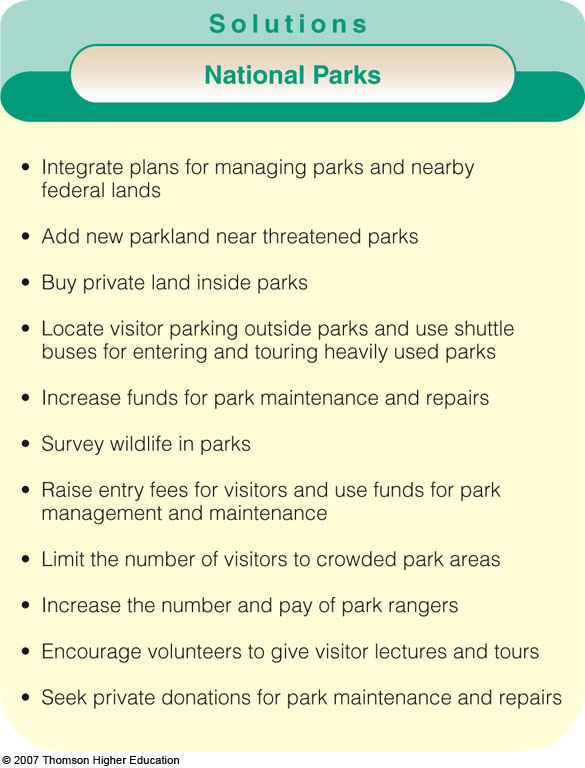 Solutions
National Parks
• Integrate plans for managing parks and nearby
federal lands
• Add new parkland near threatened parks
• Buy private land inside parks
• Locate visitor parking outside parks and use shuttle
buses for entering and touring heavily used parks
• Increase funds for park maintenance and repairs
• Survey wildlife in parks
• Raise entry fees for visitors and use funds for park
management and maintenance
• Limit the number of visitors to crowded park areas
• Increase the number and pay of park rangers
• Encourage volunteers to give visitor lectures and tours
• Seek private donations for park maintenance and repairs
© 2007 Thomson Higher Education